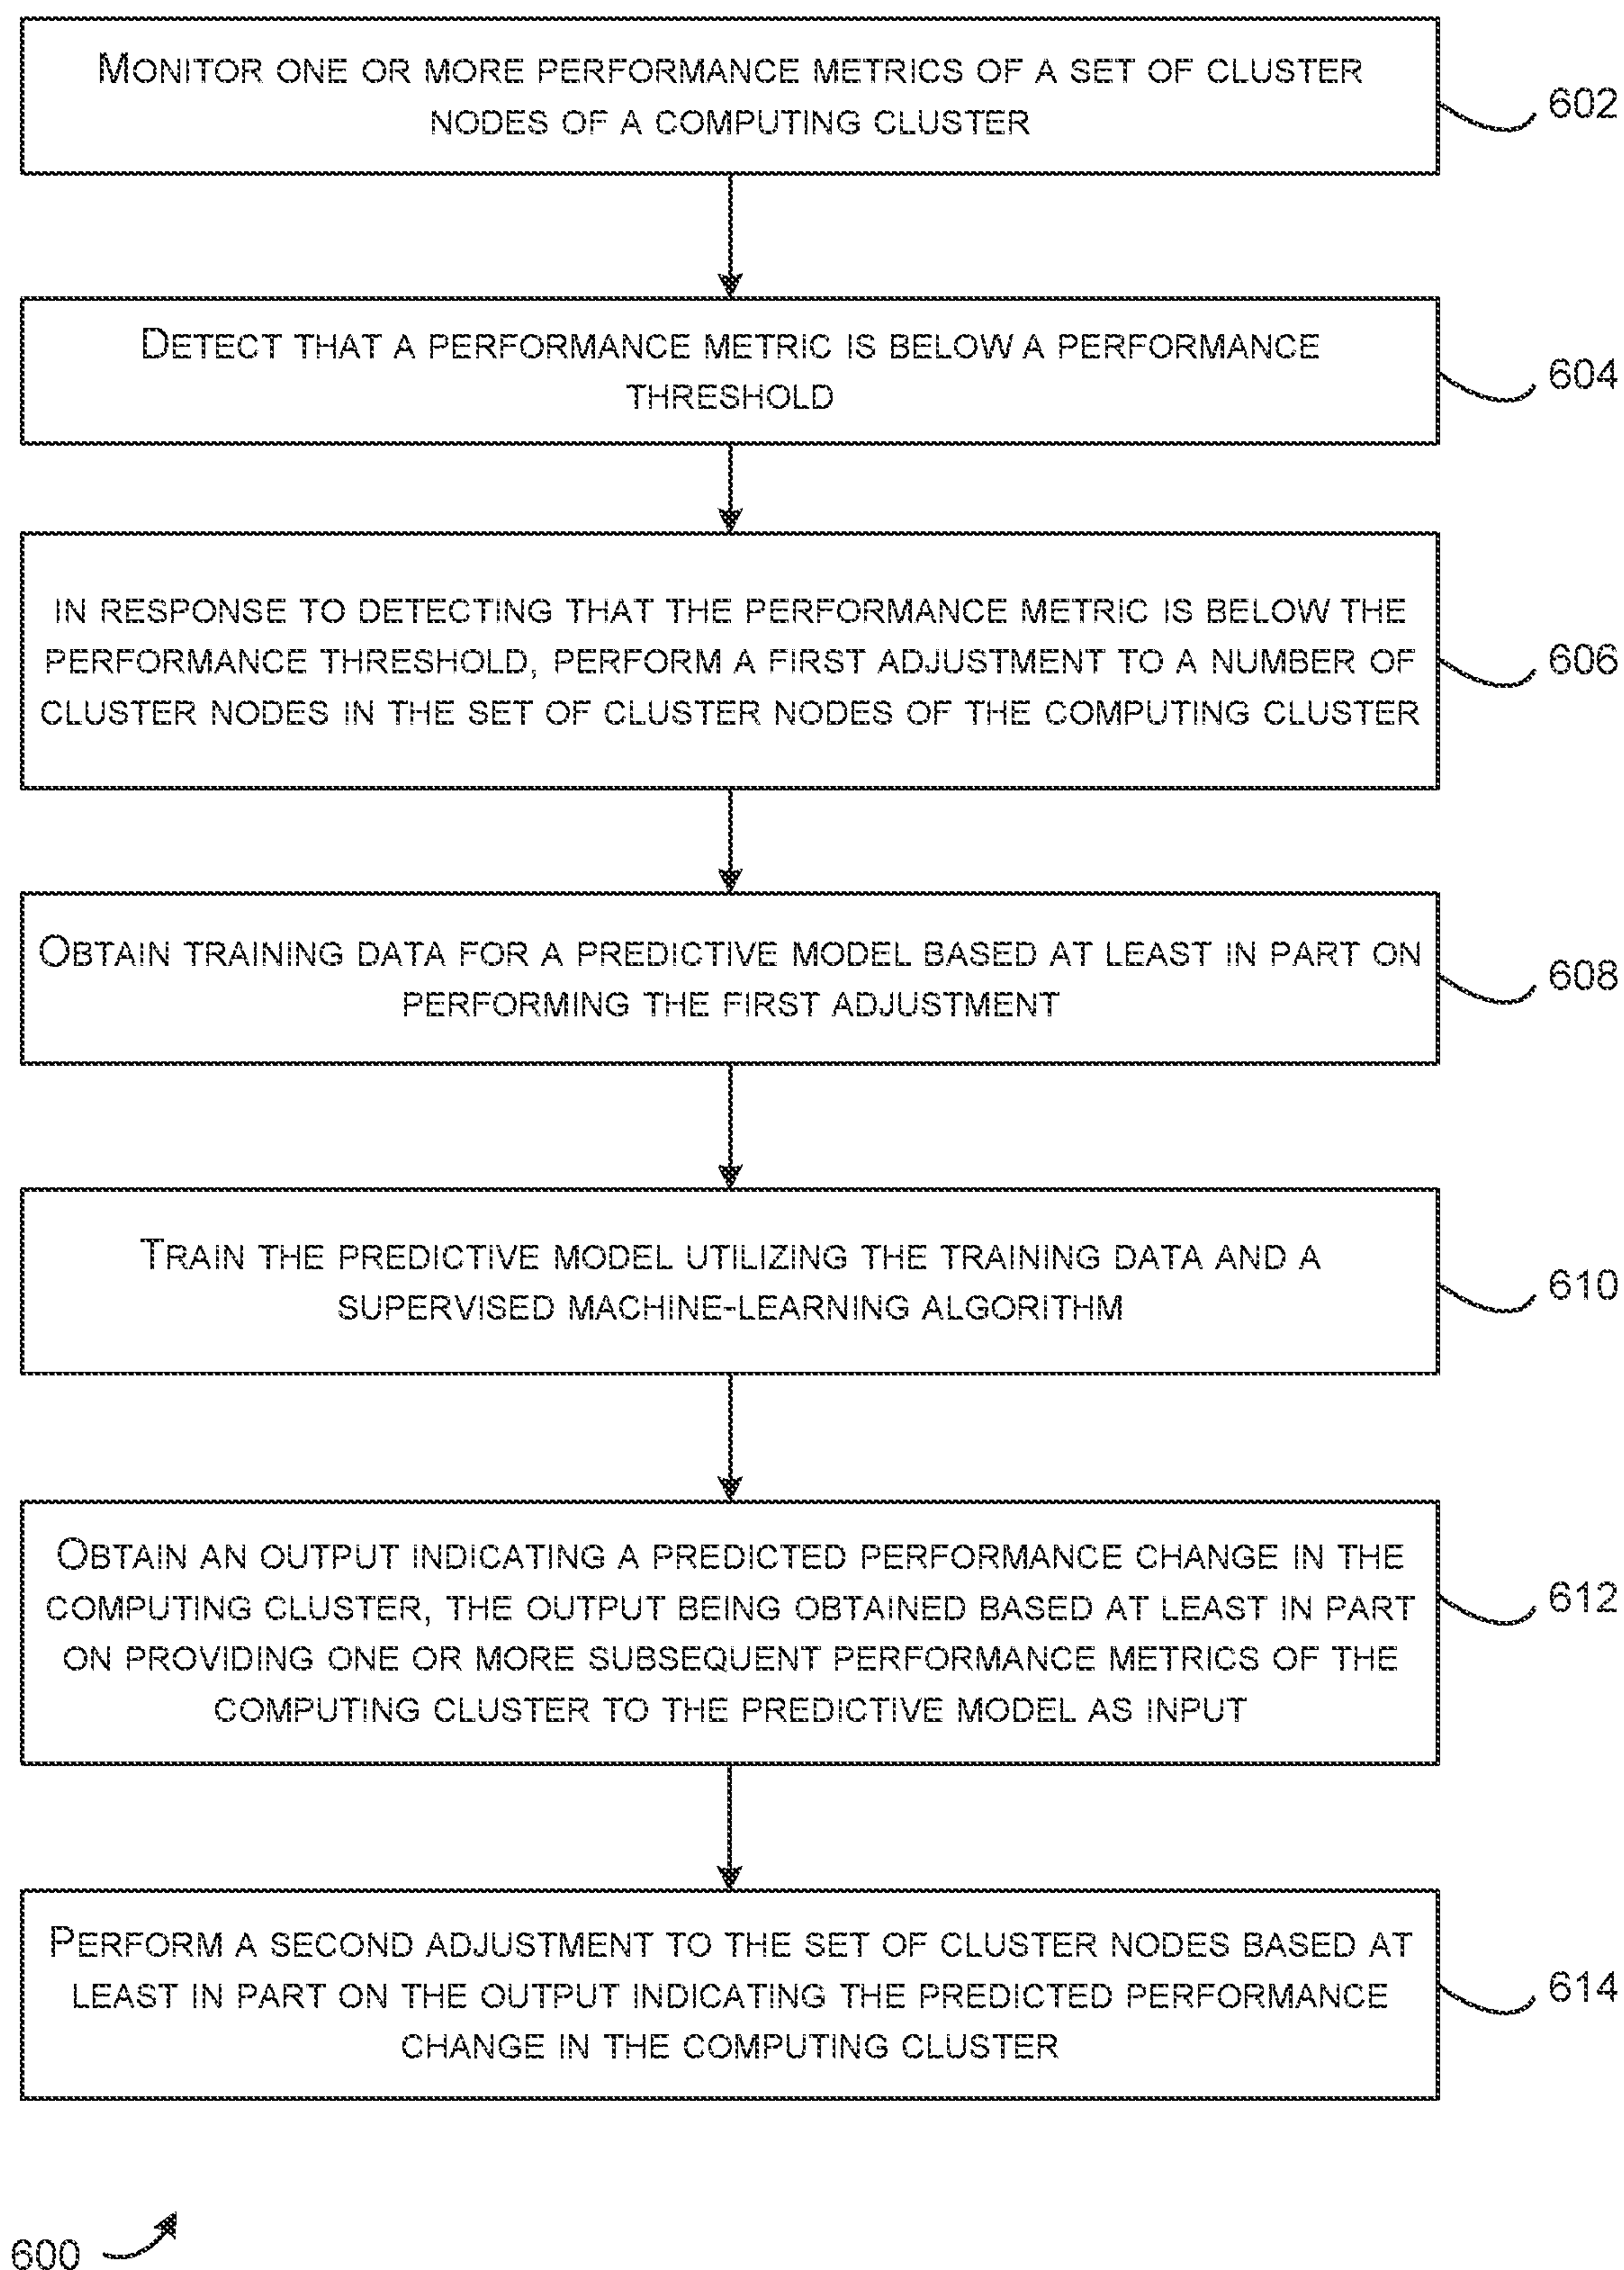 MONITOR ONE OR MORE PERFORMANCE METRICS OF A SET OF CLUSTER
NODES OF A COMPUTING CLUSTER
602
DETECT THAT A PERFORMANCE METRIC IS BELOW A PERFORMANCE
THRESHOLD
604
IN RESPONSE TO DETECTING THAT THE PERFORMANCE METRIC IS BELOW THE
PERFORMANCE THRESHOLD, PERFORM A FIRST ADJUSTMENT TO A NUMBER OF
CLUSTER NODES IN THE SET OF CLUSTER NODES OF THE COMPUTING CLUSTER
606
OBTAIN TRAINING DATA FOR A PREDICTIVE MODEL BASED AT LEAST IN PART ON
PERFORMING THE FIRST ADJUSTMENT
608
TRAIN THE PREDICTIVE MODEL UTILIZING THE TRAINING DATA AND A
SUPERVISED MACHINE-LEARNING ALGORITHM
610
OBTAIN AN OUTPUT INDICATING A PREDICTED PERFORMANCE CHANGE IN THE
COMPUTING CLUSTER, THE OUTPUT BEING OBTAINED BASED AT LEAST IN PART
ON PROVIDING ONE OR MORE SUBSEQUENT PERFORMANCE METRICS OF THE
COMPUTING CLUSTER TO THE PREDICTIVE MODEL AS INPUT
612
PERFORM A SECOND ADJUSTMENT TO THE SET OF CLUSTER NODES BASED AT
LEAST IN PART ON THE OUTPUT INDICATING THE PREDICTED PERFORMANCE
CHANGE IN THE COMPUTING CLUSTER
614
600